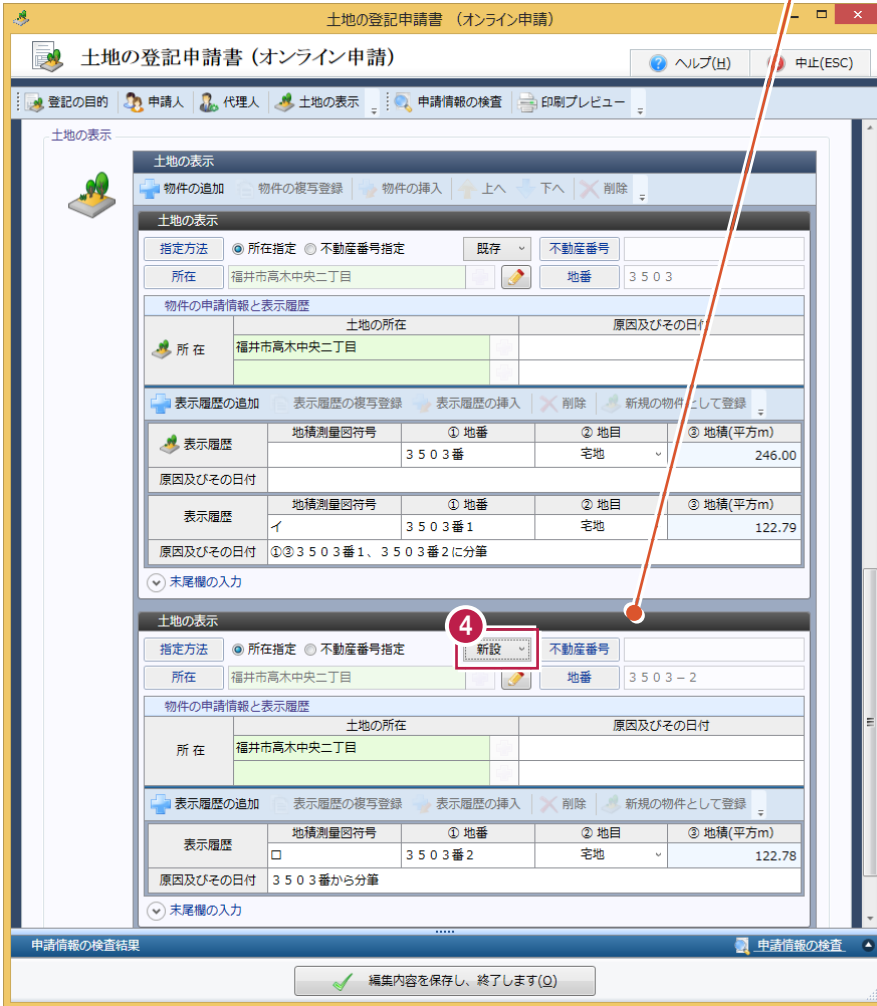 土地の登記申請書 （オンライン申請）
土地の登記申請書 (オンライン申請)
ヘルプ(H) 中止(ESC)
登記の目的 申請人 代理人 土地の表示 申請情報の検査 印刷プレビュー
土地の表示
土地の表示
物件の追加 物件の複写登録 物件の挿入 上へ 下へ 削除
土地の表示
指定方法 所在指定 不動産番号指定 既存 不動産番号
所在 福井市高木中央二丁目 地番 ３５０３
物件の申請情報と表示履歴
土地の所在 原因及びその日付
所 在 福井市高木中央二丁目
表示履歴の追加 表示履歴の複写登録 表示履歴の挿入 削除 新規の物件として登録
表示履歴 地積測量図符号 ① 地番 ② 地目 ③ 地積(平方m)
３５０３番 宅地 246.00
原因及びその日付
表示履歴 地積測量図符号 ① 地番 ② 地目 ③ 地積(平方m)
イ ３５０３番1 宅地 122.79
原因及びその日付 ①③３５０３番１、３５０３番２に分筆
末尾欄の入力
土地の表示
4
指定方法 所在指定 不動産番号指定 新設 不動産番号
所在 福井市高木中央二丁目 地番 ３５０３－２
物件の申請情報と表示履歴
土地の所在 原因及びその日付
所 在 福井市高木中央二丁目
表示履歴の追加 表示履歴の複写登録 表示履歴の挿入 削除 新規の物件として登録
表示履歴 地積測量図符号 ① 地番 ② 地目 ③ 地積(平方m)
ロ ３５０３番2 宅地 122.78
原因及びその日付 ３５０３番から分筆
末尾欄の入力
申請情報の検査結果 申請情報の検査
編集内容を保存し、終了します(O)